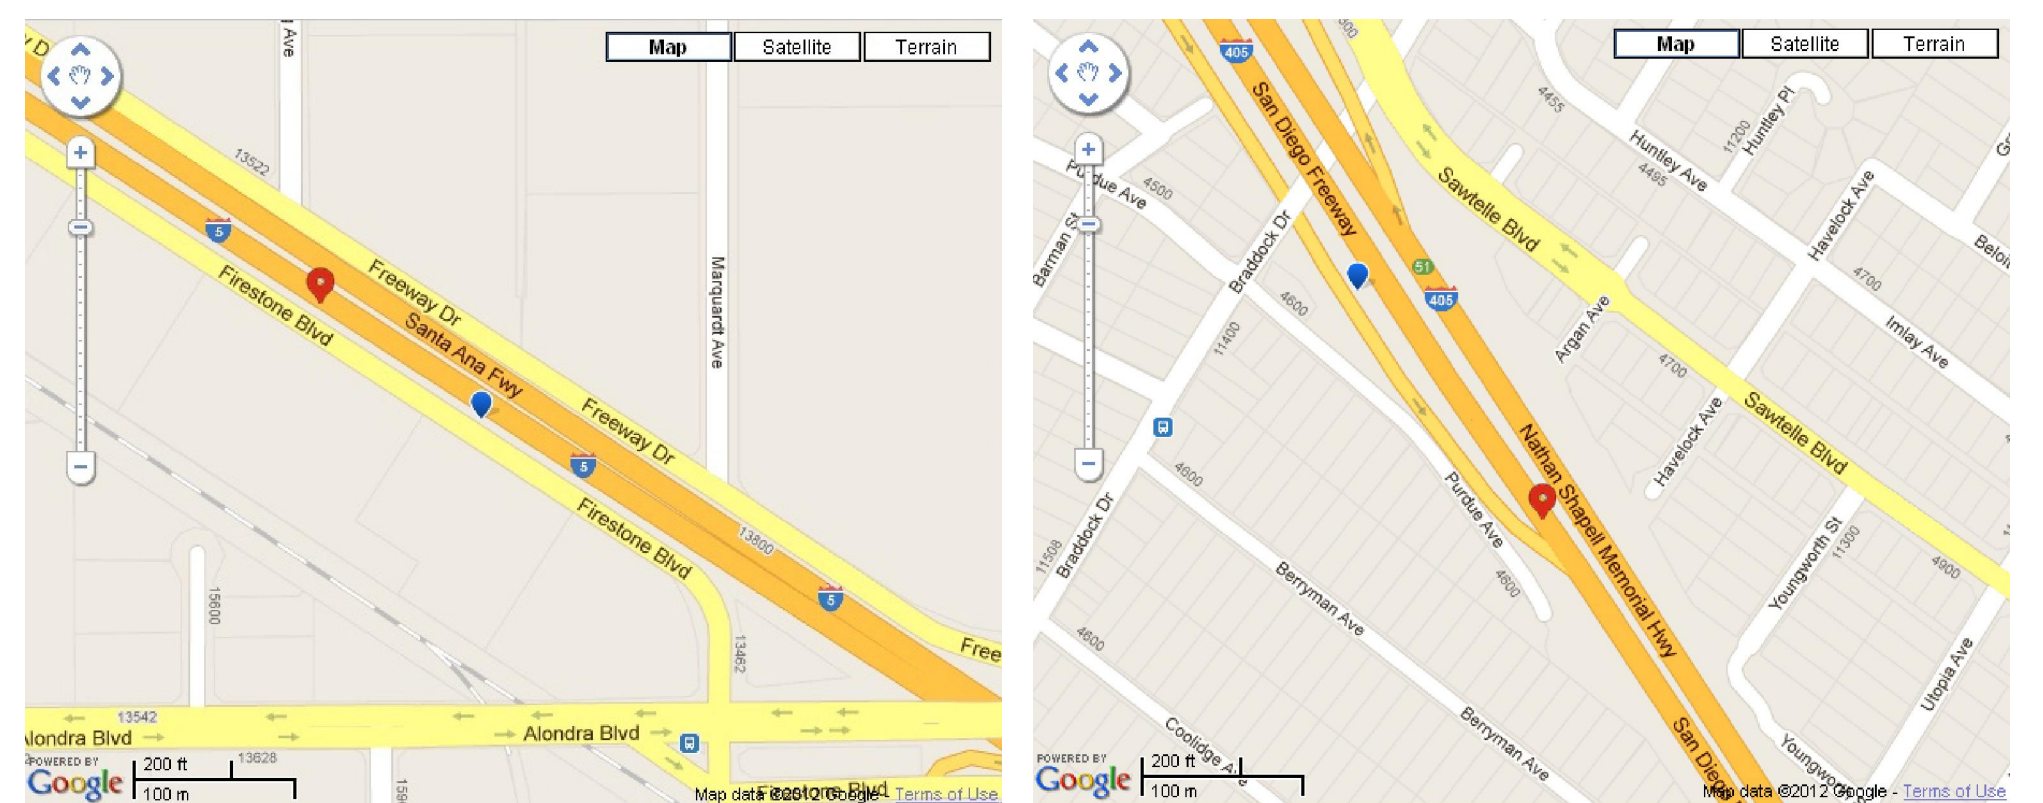 Ave
Map
Satellite
Terrain
13522
5
Freeway Dr
Firestone Blvd
Santa Ana Fwy
Marquardt Ave
Freeway Dr
5
Firestone Blvd
13800
5
15600
13462
Free
13542
Alondra Blvd
Alondra Blvd
13628
POWERED BY
Google
200 ft
100 m
Firestone Blvd
Map data ©2012 Google - Terms of Use
405
Map
Satellite
Terrain
San Diego Freeway
4455
Huntley Pl
11200
Huntley Ave
4495
Purdue Ave
4500
Sawtelle Blvd
Havelock Ave
Barman St
Braddock Dr
51
405
4600
4700
Beloit
11400
Argan Ave
Imlay Ave
4700
Sawtelle Blvd
Havelock Ave
Nathan Shapell Memorial Hwy
4600
Purdue Ave
Braddock Dr
11508
Youngworth St
11300
4900
4600
Berryman Ave
4600
Utopia Ave
Berryman Ave
Coolidge Ave
San Diego
Youngworth
POWERED BY
Google
200 ft
100 m
Map data ©2012 Google - Terms of Use